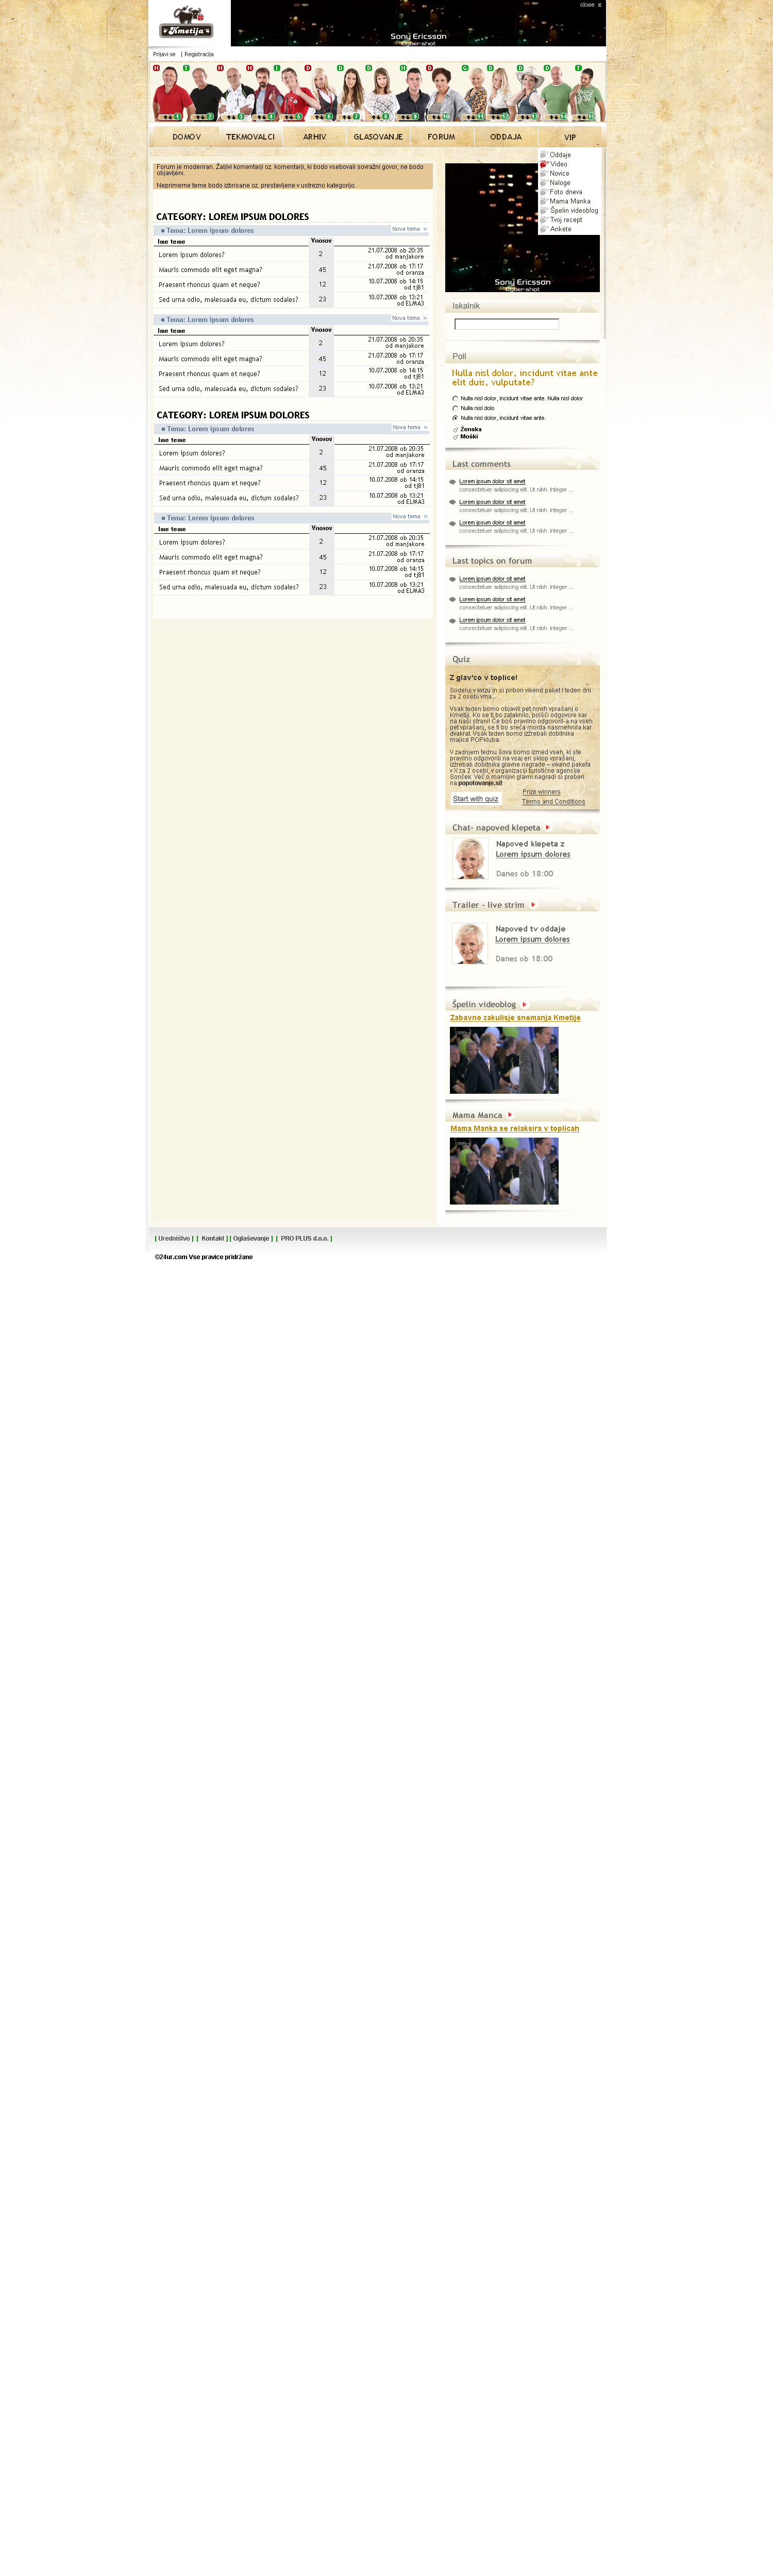 close x
Kmetija
Sony Ericsson
Cyber-shot
Prijavi se | Registracija
H T H H I D D D H D G D D D T
1 2 3 4 5 6 7 8 9 10 11 12 13 14 15
DOMOV TEKMOVALCI ARHIV GLASOVANJE FORUM ODDAJA VIP
Oddaje
Video
Novice
Naloge
Foto dneva
Mama Manka
Špelin videoblog
Tvoj recept
Ankete
Forum je moderiran. Žaljivi komentarji oz. komentarji, ki bodo vsebovali sovražni govor, ne bodo
objavljeni.
Neprimerne teme bodo izbrisane oz. prestavljene v ustrezno kategorijo.
CATEGORY: LOREM IPSUM DOLORES
Tema: Lorem ipsum dolores Nova tema »
Ime teme Vnosov
Lorem ipsum dolores? 2 21.07.2008 ob 20:35
od manjakore
Mauris commodo elit eget magna? 45 21.07.2008 ob 17:17
od oranza
Praesent rhoncus quam et neque? 12 10.07.2008 ob 14:15
od tj81
Sed urna odio, malesuada eu, dictum sodales? 23 10.07.2008 ob 13:21
od ELMA3
Tema: Lorem ipsum dolores Nova tema »
Ime teme Vnosov
Lorem ipsum dolores? 2 21.07.2008 ob 20:35
od manjakore
Mauris commodo elit eget magna? 45 21.07.2008 ob 17:17
od oranza
Praesent rhoncus quam et neque? 12 10.07.2008 ob 14:15
od tj81
Sed urna odio, malesuada eu, dictum sodales? 23 10.07.2008 ob 13:21
od ELMA3
CATEGORY: LOREM IPSUM DOLORES
Tema: Lorem ipsum dolores Nova tema »
Ime teme Vnosov
Lorem ipsum dolores? 2 21.07.2008 ob 20:35
od manjakore
Mauris commodo elit eget magna? 45 21.07.2008 ob 17:17
od oranza
Praesent rhoncus quam et neque? 12 10.07.2008 ob 14:15
od tj81
Sed urna odio, malesuada eu, dictum sodales? 23 10.07.2008 ob 13:21
od ELMA3
Tema: Lorem ipsum dolores Nova tema »
Ime teme Vnosov
Lorem ipsum dolores? 2 21.07.2008 ob 20:35
od manjakore
Mauris commodo elit eget magna? 45 21.07.2008 ob 17:17
od oranza
Praesent rhoncus quam et neque? 12 10.07.2008 ob 14:15
od tj81
Sed urna odio, malesuada eu, dictum sodales? 23 10.07.2008 ob 13:21
od ELMA3
Sony Ericsson
Cyber-shot
Iskalnik
Poll
Nulla nisl dolor, incidunt vitae ante
elit duis, vulputate?
Nulla nisl dolor, incidunt vitae ante. Nulla nisl dolor
Nulla nisl dolo
Nulla nisl dolor, incidunt vitae ante.
Ženska
Moški
Last comments
Lorem ipsum dolor sit amet
consectetuer adipiscing elit. Ut nibh. Integer ...
Lorem ipsum dolor sit amet
consectetuer adipiscing elit. Ut nibh. Integer ...
Lorem ipsum dolor sit amet
consectetuer adipiscing elit. Ut nibh. Integer ...
Last topics on forum
Lorem ipsum dolor sit amet
consectetuer adipiscing elit. Ut nibh. Integer ...
Lorem ipsum dolor sit amet
consectetuer adipiscing elit. Ut nibh. Integer ...
Lorem ipsum dolor sit amet
consectetuer adipiscing elit. Ut nibh. Integer ...
Quiz
Z glav'co v toplice!
Sodeluj v kvizu in si pribori vikend paket / teden dni
za 2 osebi vma...
Vsak teden bomo objavili pet novih vprašanj o
Kmetiji. Ko se ti bo zataknilo, poišči odgovore kar
na naši strani! Če boš pravilno odgovoril-a na vseh
pet vprašanj, se ti bo sreča morda nasmehnila kar
dvakrat. Vsak teden bomo izžrebali dobitnika
majice POPkluba.
V zadnjem tednu šova bomo izmed vseh, ki ste
pravilno odgovorili na vsaj en sklop vprašanj,
izžrebali dobitnika glavne nagrade – vikend paketa
v X za 2 osebi, v organizaciji turistične agencije
Sonček. Več o mamljivi glavni nagradi si preberi
na popotovanje.si!
Start with quiz
Prize winners
Terms and Conditions
Chat- napoved klepeta
Napoved klepeta z
Lorem ipsum dolores
Danes ob 18:00
Trailer - live strim
Napoved tv oddaje
Lorem ipsum dolores
Danes ob 18:00
Špelin videoblog
Zabavno zakulisje snemanja Kmetije
Mama Manca
Mama Manka se relaksira v toplicah
[ Uredništvo ] [ Kontakt ] [ Oglaševanje ] [ PRO PLUS d.o.o. ]
©24ur.com Vse pravice pridržane